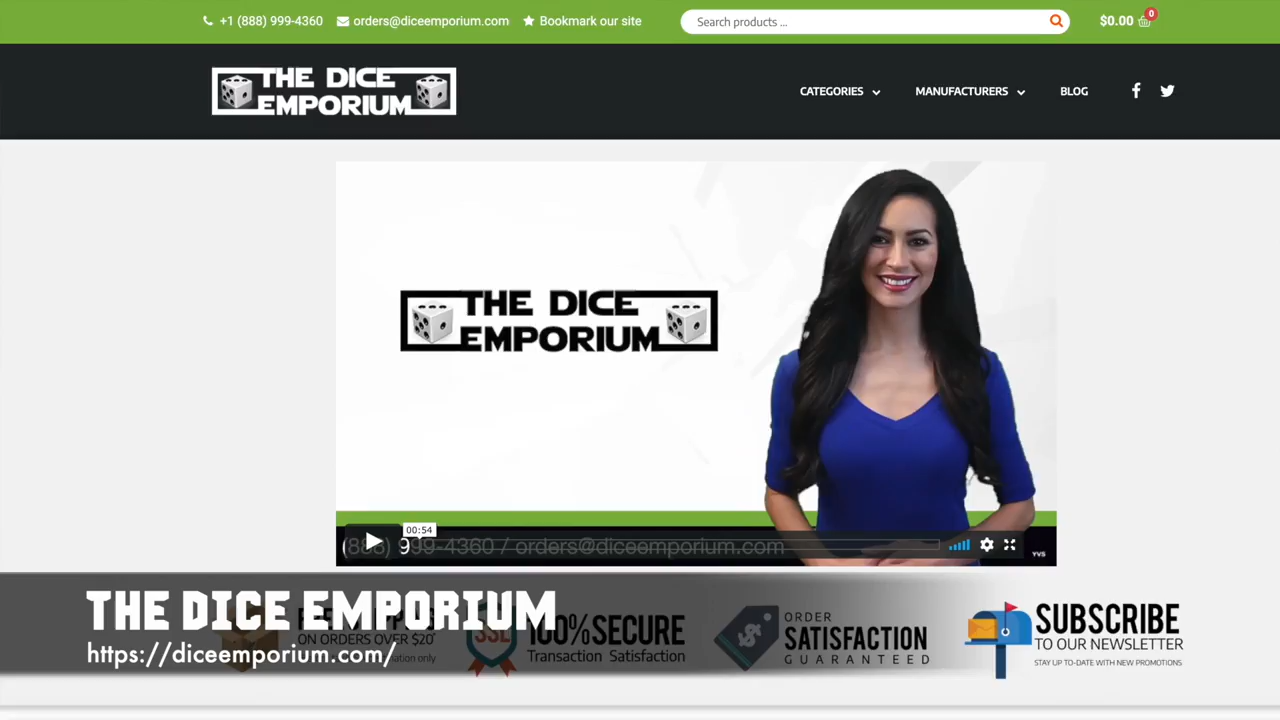 +1 (888) 999-4360 orders@diceemporium.com Bookmark our site Search products ... $0.00 0
THE DICE
EMPORIUM
CATEGORIES MANUFACTURERS BLOG
THE DICE
EMPORIUM
00:54
(888) 999-4360 / orders@diceemporium.com
YVS
THE DICE EMPORIUM
https://diceemporium.com/
ON ORDERS OVER $20
SSL
100% SECURE
Transaction Satisfaction
ORDER
SATISFACTION
GUARANTEED
SUBSCRIBE
TO OUR NEWSLETTER
STAY UP TO-DATE WITH NEW PROMOTIONS